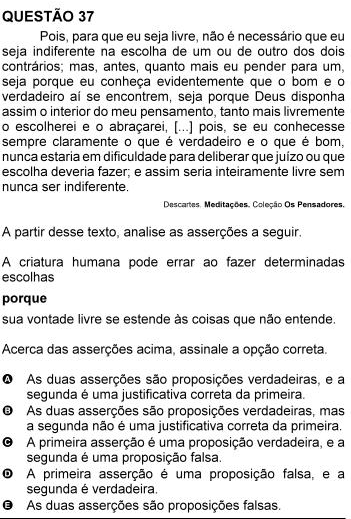 QUESTÃO 37
Pois, para que eu seja livre, não é necessário que eu
seja indiferente na escolha de um ou de outro dos dois
contrários; mas, antes, quanto mais eu pender para um,
seja porque eu conheça evidentemente que o bom e o
verdadeiro aí se encontrem, seja porque Deus disponha
assim o interior do meu pensamento, tanto mais livremente
o escolherei e o abraçarei, [...] pois, se eu conhecesse
sempre claramente o que é verdadeiro e o que é bom,
nunca estaria em dificuldade para deliberar que juízo ou que
escolha deveria fazer; e assim seria inteiramente livre sem
nunca ser indiferente.
Descartes. Meditações. Coleção Os Pensadores.
A partir desse texto, analise as asserções a seguir.
A criatura humana pode errar ao fazer determinadas
escolhas
porque
sua vontade livre se estende às coisas que não entende.
Acerca das asserções acima, assinale a opção correta.
A As duas asserções são proposições verdadeiras, e a
segunda é uma justificativa correta da primeira.
B As duas asserções são proposições verdadeiras, mas
a segunda não é uma justificativa correta da primeira.
C A primeira asserção é uma proposição verdadeira, e a
segunda é uma proposição falsa.
D A primeira asserção é uma proposição falsa, e a
segunda é verdadeira.
E As duas asserções são proposições falsas.